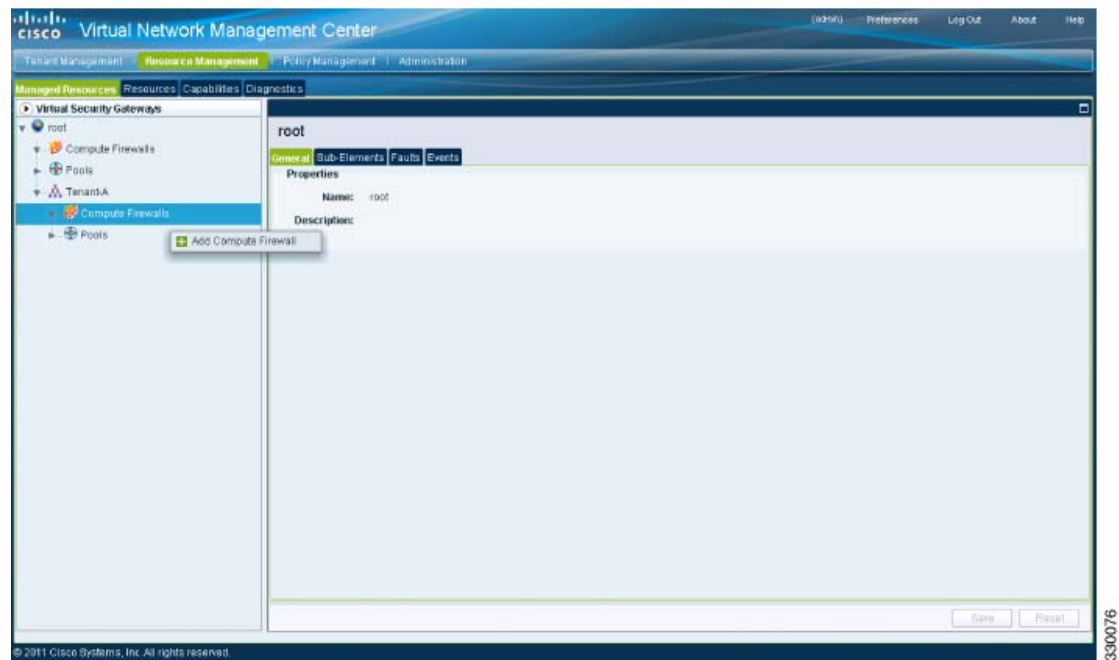 cisco Virtual Network Management Center
(admin) Preferences Log Out About Help
Tenant Management | Resource Management | Policy Management | Administration
Managed Resources Resources Capabilities Diagnostics
Virtual Security Gateways
root
Compute Firewalls
Pools
Tenant-A
Compute Firewalls
Pools
Add Compute Firewall
root
General Sub-Elements Faults Events
Properties
Name: root
Description:
Save Reset
© 2011 Cisco Systems, Inc. All rights reserved.
330076